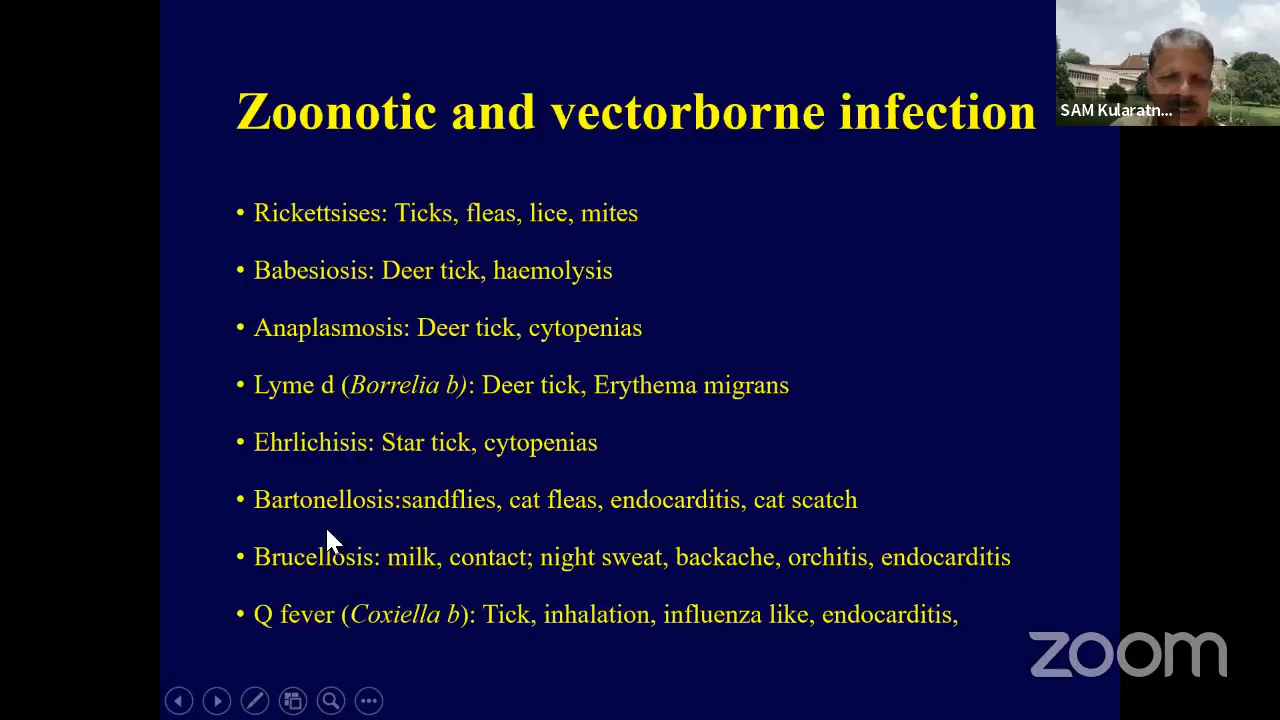 Zoonotic and vectorborne infection
SAM Kularatn...
• Rickettsises: Ticks, fleas, lice, mites
• Babesiosis: Deer tick, haemolysis
• Anaplasmosis: Deer tick, cytopenias
• Lyme d (Borrelia b): Deer tick, Erythema migrans
• Ehrlichisis: Star tick, cytopenias
• Bartonellosis:sandflies, cat fleas, endocarditis, cat scatch
• Brucellosis: milk, contact; night sweat, backache, orchitis, endocarditis
• Q fever (Coxiella b): Tick, inhalation, influenza like, endocarditis,
zoom